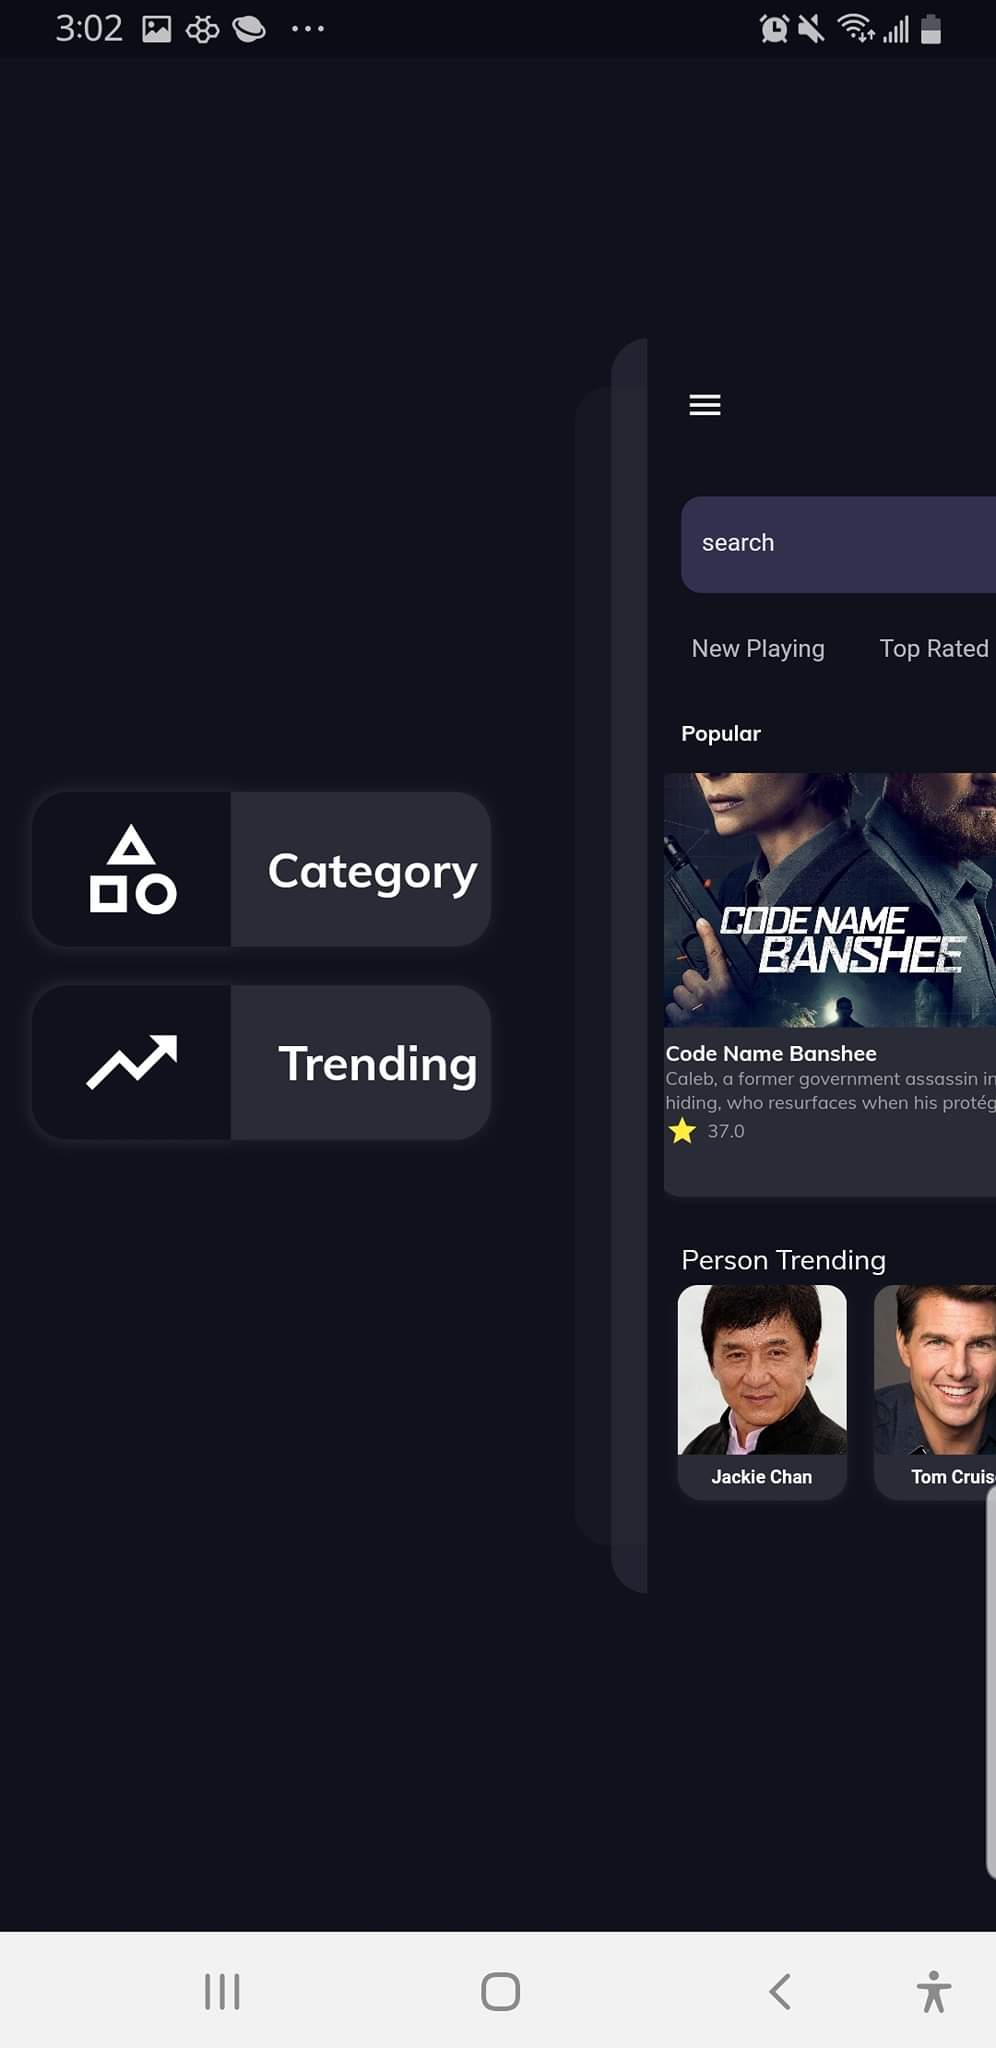 3:02
search
New Playing Top Rated
Popular
Category
CODE NAME
BANSHEE
Trending
Code Name Banshee
Caleb, a former government assassin in
hiding, who resurfaces when his protég
37.0
Person Trending
Jackie Chan
Tom Cruis